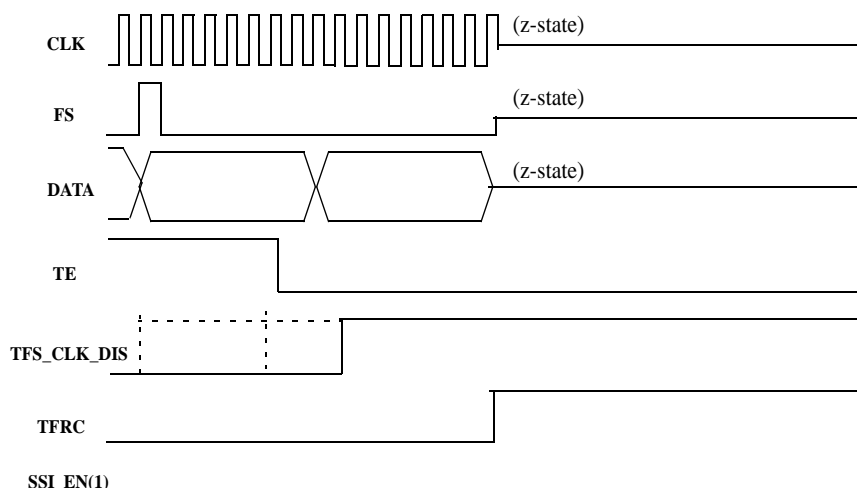 (z-state)
CLK
(z-state)
FS
(z-state)
DATA
TE
TFS_CLK_DIS
TFRC
SSI_EN(1)